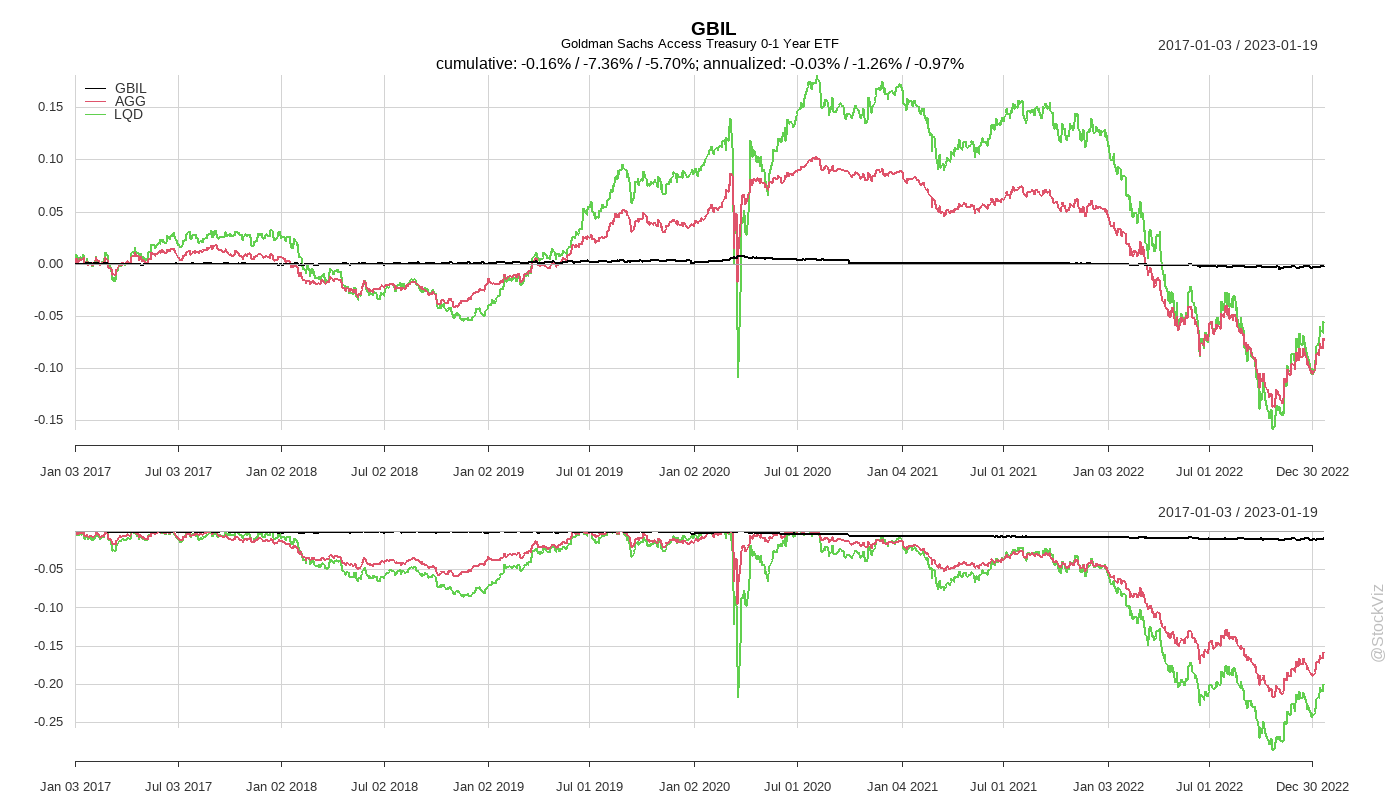 GBIL
Goldman Sachs Access Treasury 0-1 Year ETF
2017-01-03 / 2023-01-19
cumulative: -0.16% / -7.36% / -5.70%; annualized: -0.03% / -1.26% / -0.97%
GBIL
AGG
LQD
0.15
0.10
0.05
0.00
-0.05
-0.10
-0.15
Jan 03 2017 Jul 03 2017 Jan 02 2018 Jul 02 2018 Jan 02 2019 Jul 01 2019 Jan 02 2020 Jul 01 2020 Jan 04 2021 Jul 01 2021 Jan 03 2022 Jul 01 2022 Dec 30 2022
2017-01-03 / 2023-01-19
-0.05
-0.10
-0.15
-0.20
-0.25
Jan 03 2017 Jul 03 2017 Jan 02 2018 Jul 02 2018 Jan 02 2019 Jul 01 2019 Jan 02 2020 Jul 01 2020 Jan 04 2021 Jul 01 2021 Jan 03 2022 Jul 01 2022 Dec 30 2022
@StockViz